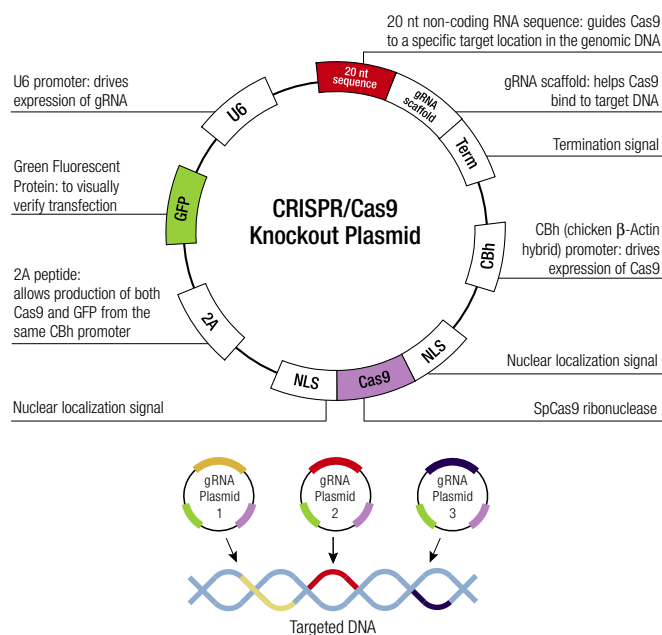 20 nt non-coding RNA sequence: guides Cas9
to a specific target location in the genomic DNA
U6 promoter: drives
expression of gRNA
gRNA scaffold: helps Cas9
bind to target DNA
Termination signal
Green Fluorescent
Protein: to visually
verify transfection
CBh (chicken β-Actin
hybrid) promoter: drives
expression of Cas9
2A peptide:
allows production of both
Cas9 and GFP from the
same CBh promoter
Nuclear localization signal
Nuclear localization signal
SpCas9 ribonuclease
20 nt
sequence
gRNA
scaffold
Term
CBh
NLS
Cas9
NLS
2A
GFP
U6
CRISPR/Cas9
Knockout Plasmid
gRNA
Plasmid
1
gRNA
Plasmid
2
gRNA
Plasmid
3
Targeted DNA